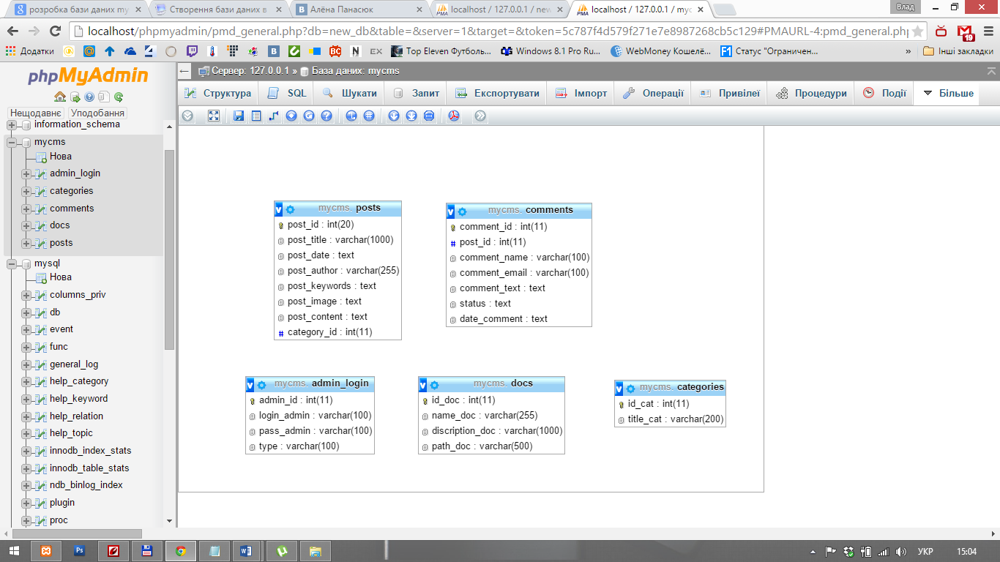 розробка бази даних my
Створення бази даних в
Алёна Панасюк
localhost / 127.0.0.1 / new
localhost / 127.0.0.1 / myc
Влад
localhost/phpmyadmin/pmd_general.php?db=new_db&table=&server=1&target=&token=5c787f4d579f271e7e8987268cb5c129#PMAURL-4:pmd_general.php
19
Додатки
EX
Top Eleven Футболь...
Windows 8.1 Pro Ru...
WebMoney Кошелё...
Статус "Ограничен...
»
Інші закладки
phpMyAdmin
Нещодавнє
Уподобання
information_schema
mycms
Нова
admin_login
categories
comments
docs
posts
mysql
Нова
columns_priv
db
event
func
general_log
help_category
help_keyword
help_relation
help_topic
innodb_index_stats
innodb_table_stats
ndb_binlog_index
plugin
proc
Сервер: 127.0.0.1 » База даних: mycms
Структура
SQL
Шукати
Запит
Експортувати
Імпорт
Операції
Привілеї
Процедури
Події
Більше
mycms. posts
post_id : int(20)
post_title : varchar(1000)
post_date : text
post_author : varchar(255)
post_keywords : text
post_image : text
post_content : text
category_id : int(11)
mycms. comments
comment_id : int(11)
post_id : int(11)
comment_name : varchar(100)
comment_email : varchar(100)
comment_text : text
status : text
date_comment : text
mycms. admin_login
admin_id : int(11)
login_admin : varchar(100)
pass_admin : varchar(100)
type : varchar(100)
mycms. docs
id_doc : int(11)
name_doc : varchar(255)
discription_doc : varchar(1000)
path_doc : varchar(500)
mycms. categories
id_cat : int(11)
title_cat : varchar(200)
УКР
15:04